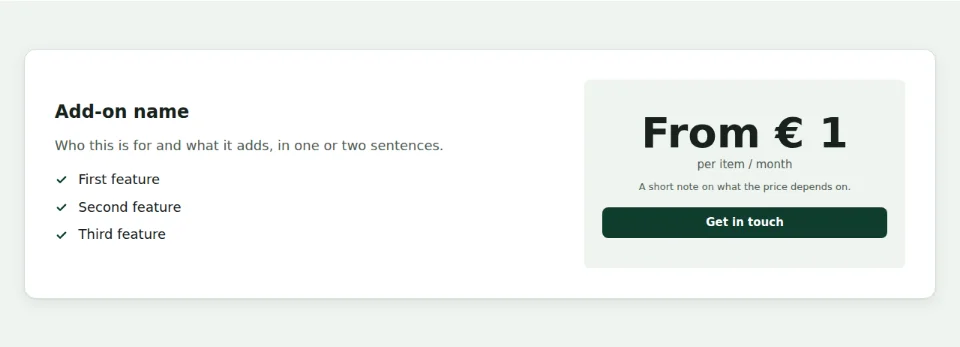 Add-on name
Who this is for and what it adds, in one or two sentences.
First feature
Second feature
Third feature
From € 1
per item / month
A short note on what the price depends on.
Get in touch